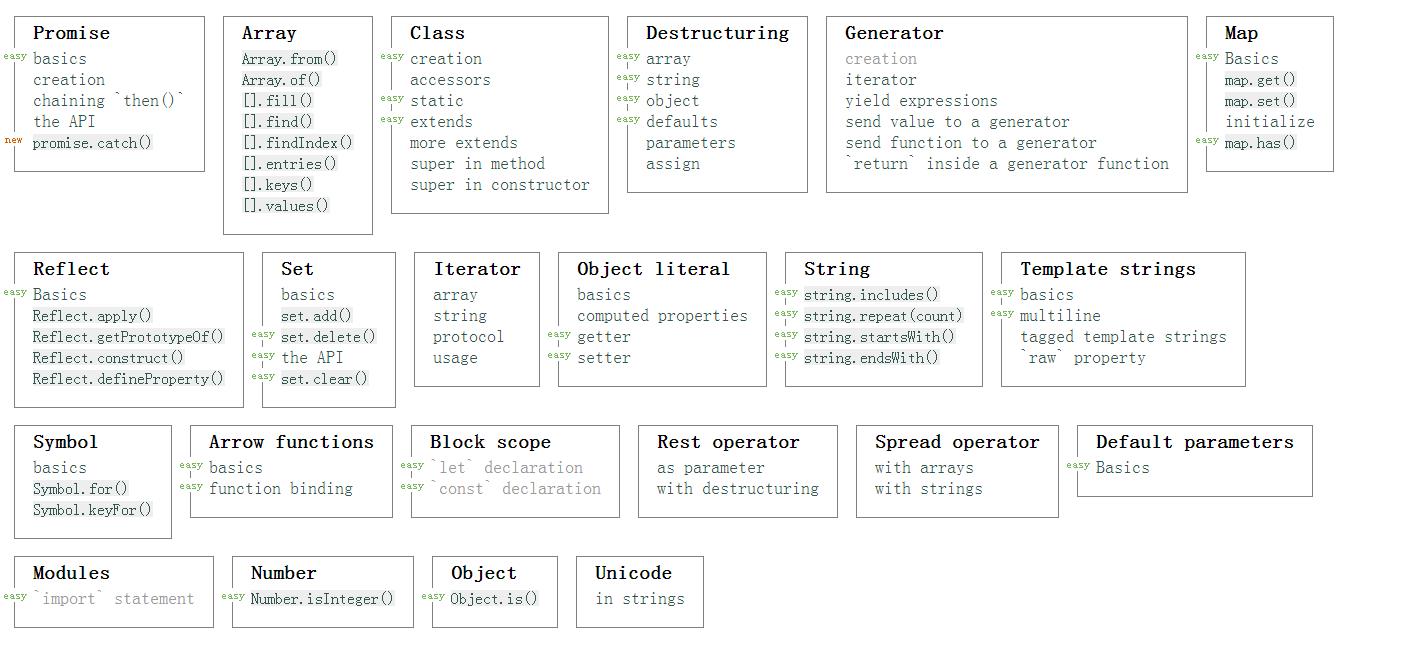 Promise
easy basics
creation
chaining `then()`
the API
new promise.catch()
Array
Array.from()
Array.of()
[].fill()
[].find()
[].findIndex()
[].entries()
[].keys()
[].values()
Class
easy creation
accessors
easy static
easy extends
more extends
super in method
super in constructor
Destructuring
easy array
easy string
easy object
easy defaults
parameters
assign
Generator
creation
iterator
yield expressions
send value to a generator
send function to a generator
`return` inside a generator function
Map
easy Basics
map.get()
map.set()
initialize
easy map.has()
Reflect
easy Basics
Reflect.apply()
Reflect.getPrototypeOf()
Reflect.construct()
Reflect.defineProperty()
Set
basics
set.add()
easy set.delete()
easy the API
easy set.clear()
Iterator
array
string
protocol
usage
Object literal
basics
computed properties
easy getter
easy setter
String
easy string.includes()
easy string.repeat(count)
easy string.startsWith()
easy string.endsWith()
Template strings
easy basics
easy multiline
tagged template strings
`raw` property
Symbol
basics
Symbol.for()
Symbol.keyFor()
Arrow functions
easy basics
easy function binding
Block scope
easy `let` declaration
easy `const` declaration
Rest operator
as parameter
with destructuring
Spread operator
with arrays
with strings
Default parameters
easy Basics
Modules
easy `import` statement
Number
easy Number.isInteger()
Object
easy Object.is()
Unicode
in strings